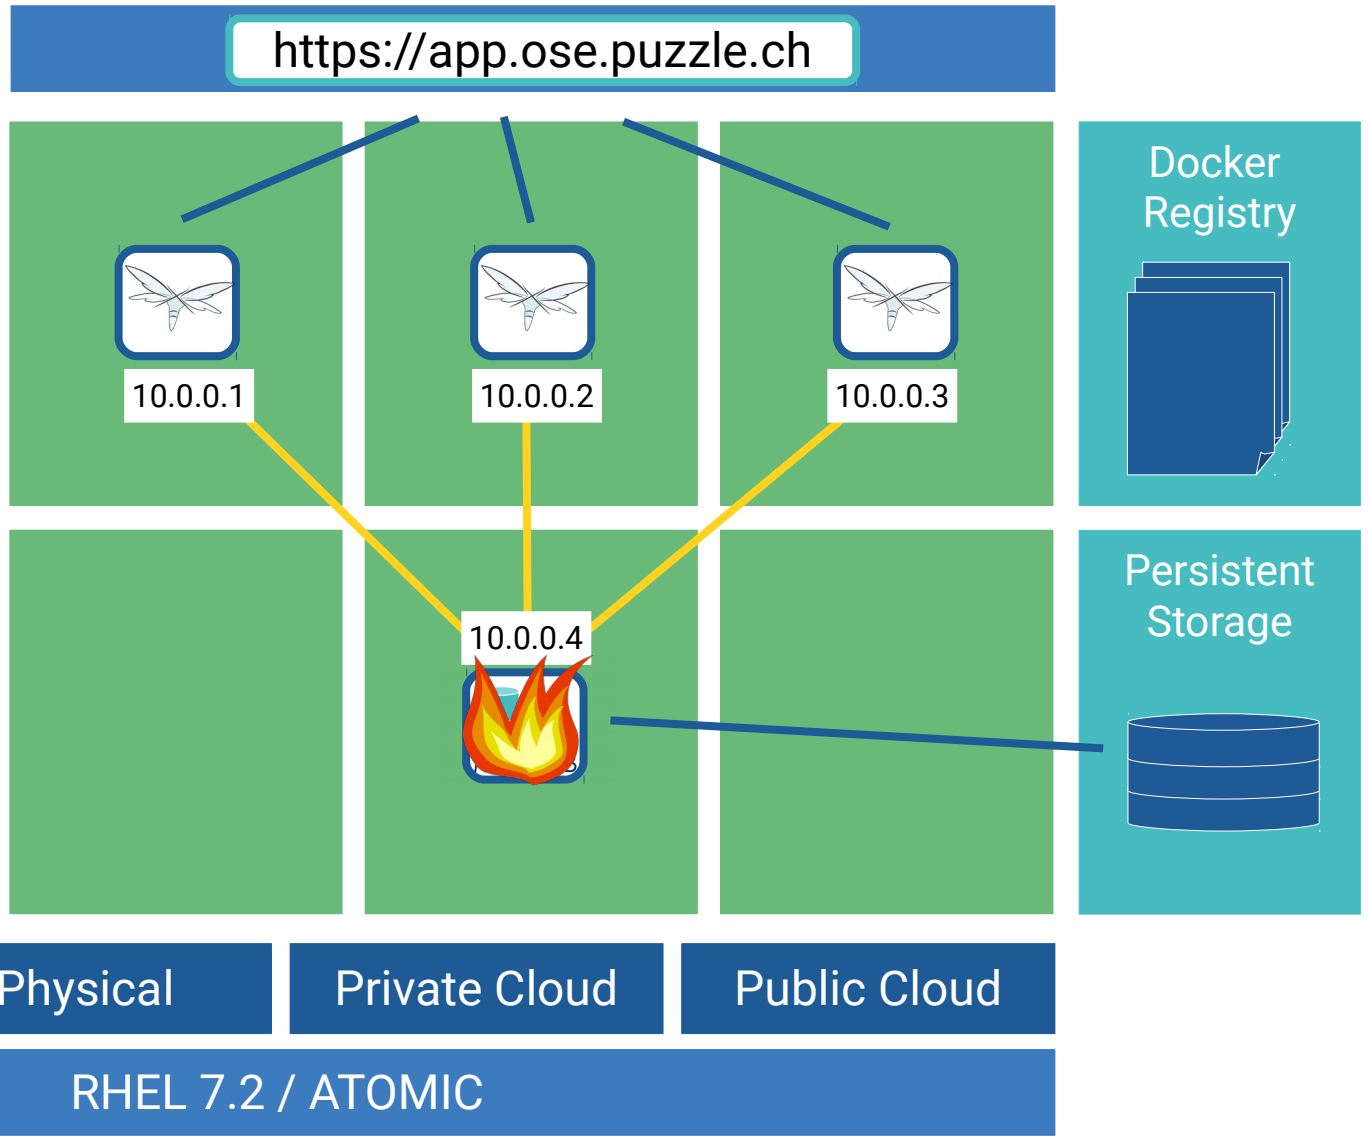 https://app.ose.puzzle.ch
Docker
Registry
10.0.0.1
10.0.0.2
10.0.0.3
Persistent
Storage
10.0.0.4
Physical
Private Cloud
Public Cloud
RHEL 7.2 / ATOMIC